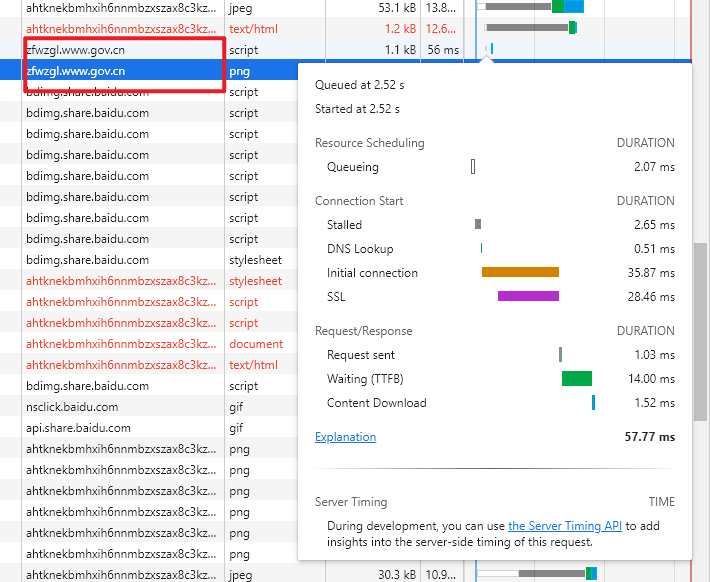 ahtknekbmhxih6nnmbzxszax8c3kz... jpeg 53.1 kB 13.8...
ahtknekbmhxih6nnmbzxszax8c3kz... text/html 1.2 kB 12.6...
zfwzgl.www.gov.cn script 1.1 kB 56 ms
zfwzgl.www.gov.cn png
bdimg.share.baidu.com script
bdimg.share.baidu.com script
bdimg.share.baidu.com script
bdimg.share.baidu.com script
bdimg.share.baidu.com script
bdimg.share.baidu.com script
bdimg.share.baidu.com script
bdimg.share.baidu.com script
bdimg.share.baidu.com stylesheet
ahtknekbmhxih6nnmbzxszax8c3kz... stylesheet
ahtknekbmhxih6nnmbzxszax8c3kz... script
ahtknekbmhxih6nnmbzxszax8c3kz... script
ahtknekbmhxih6nnmbzxszax8c3kz... document
ahtknekbmhxih6nnmbzxszax8c3kz... text/html
bdimg.share.baidu.com script
nsclick.baidu.com gif
api.share.baidu.com gif
ahtknekbmhxih6nnmbzxszax8c3kz... png
ahtknekbmhxih6nnmbzxszax8c3kz... png
ahtknekbmhxih6nnmbzxszax8c3kz... png
ahtknekbmhxih6nnmbzxszax8c3kz... png
ahtknekbmhxih6nnmbzxszax8c3kz... png
ahtknekbmhxih6nnmbzxszax8c3kz... png
ahtknekbmhxih6nnmbzxszax8c3kz... jpeg 30.3 kB 10.9...
Queued at 2.52 s
Started at 2.52 s
Resource Scheduling DURATION
Queueing 2.07 ms
Connection Start DURATION
Stalled 2.65 ms
DNS Lookup 0.51 ms
Initial connection 35.87 ms
SSL 28.46 ms
Request/Response DURATION
Request sent 1.03 ms
Waiting (TTFB) 14.00 ms
Content Download 1.52 ms
Explanation 57.77 ms
Server Timing TIME
During development, you can use the Server Timing API to add
insights into the server-side timing of this request.